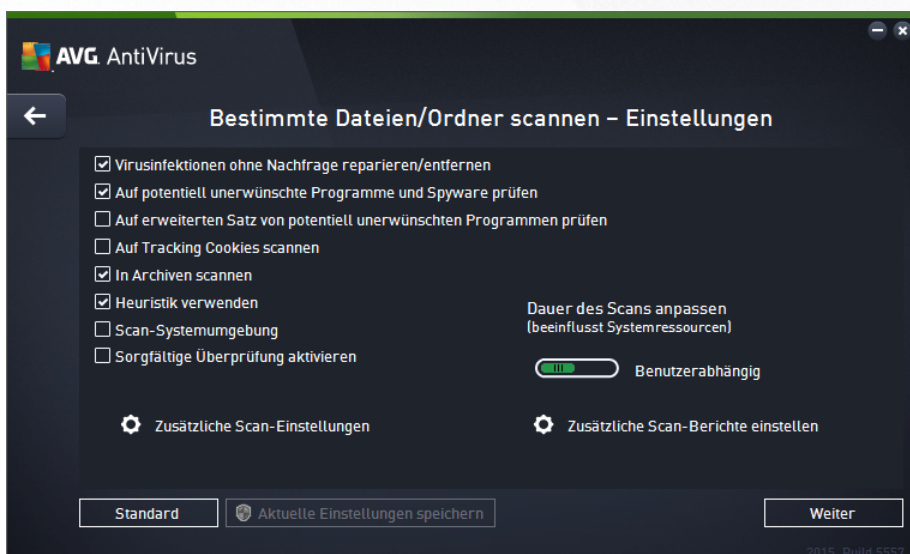 AVG AntiVirus
Bestimmte Dateien/Ordner scannen – Einstellungen
Virusinfektionen ohne Nachfrage reparieren/entfernen
Auf potentiell unerwünschte Programme und Spyware prüfen
Auf erweiterten Satz von potentiell unerwünschten Programmen prüfen
Auf Tracking Cookies scannen
In Archiven scannen
Heuristik verwenden
Scan-Systemumgebung
Sorgfältige Überprüfung aktivieren
Dauer des Scans anpassen
(beeinflusst Systemressourcen)
Benutzerabhängig
Zusätzliche Scan-Einstellungen
Zusätzliche Scan-Berichte einstellen
Standard
Aktuelle Einstellungen speichern
Weiter
2015 Build